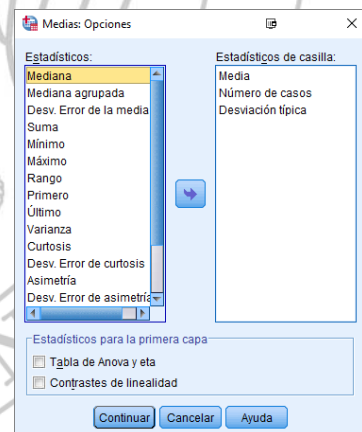 Medias: Opciones
Estadísticos:
Mediana
Mediana agrupada
Desv. Error de la media
Suma
Mínimo
Máximo
Rango
Primero
Último
Varianza
Curtosis
Desv. Error de curtosis
Asimetría
Desv. Error de asimetría
Estadísticos de casilla:
Media
Número de casos
Desviación típica
Estadísticos para la primera capa
Tabla de Anova y eta
Contrastes de linealidad
Continuar Cancelar Ayuda